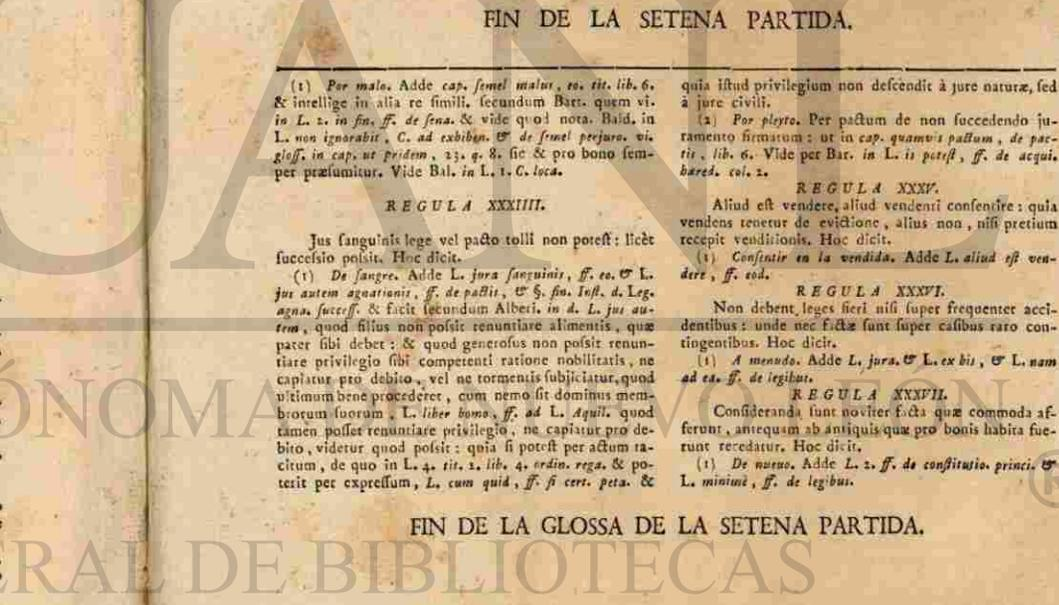 FIN DE LA SETENA PARTIDA.
(1) Por malo. Adde cap. semel malus, eo. tit. lib. 6.
& intellige in alia re simili. secundum Bart. quem vi.
in L. 2. in fin. ff. de sena. & vide quod nota. Bald. in
L. non ignorabit, C. ad exhiben. & de semel perjuro. vi.
gloss. in cap. ut pridem, 23. q. 8. sic & pro bono sem-
per præsumitur. Vide Bal. in L. 1. C. loca.
REGULA XXXIIII.
Jus sanguinis lege vel pacto tolli non potest: licèt
successio possit. Hoc dicit.
(1) De sangre. Adde L. jura sanguinis, ff. eo. & L.
jus autem agnationis, ff. de pactis, & §. fin. Inst. d. Leg.
agna. success. & facit secundum Alberi. in d. L. jus au-
tem, quod filius non possit renuntiare alimentis, quæ
pater sibi debet: & quod generosus non possit renun-
tiare privilegio sibi competenti ratione nobilitatis, ne
capiatur pro debito, vel ne tormentis subjiciatur, quod
ultimum bene procederet, cum nemo sit dominus mem-
brorum suorum, L. liber homo, ff. ad L. Aquil. quod
tamen posset renuntiare privilegio, ne capiatur pro de-
bito, videtur quod possit: quia si potest per actum ta-
citum, de quo in L. 4. tit. 2. lib. 4. ordin. rega. & po-
terit per expressum, L. cum quid, ff. si cert. peta. &
quia istud privilegium non descendit à jure naturæ, sed
à jure civili.
(2) Por pleyto. Per pactum de non succedendo ju-
ramento firmatum: ut in cap. quamvis pactum, de pac-
tis, lib. 6. Vide per Bar. in L. is potest, ff. de acqui.
hæred. col. 2.
REGULA XXXV.
Aliud est vendere, aliud vendenti consentire: quia
vendens tenetur de evictione, alius non, nisi pretium
recepit venditionis. Hoc dicit.
(1) Consentir en la vendida. Adde L. aliud est ven-
dere, ff. eod.
REGULA XXXVI.
Non debent leges fieri nisi super frequenter acci-
dentibus: unde nec factæ sunt super casibus raro con-
tingentibus. Hoc dicit.
(1) A menudo. Adde L. jura. & L. ex his, & L. nam
ad ea. ff. de legibus.
REGULA XXXVII.
Consideranda sunt noviter facta quæ commoda af-
ferunt, antequam ab antiquis quæ pro bonis habita fue-
runt recedatur. Hoc dicit.
(1) De nuevo. Adde L. 2. ff. de constitutio. princi. &
L. minimè, ff. de legibus.
FIN DE LA GLOSSA DE LA SETENA PARTIDA.
UANL
ERAL DE BIBLIOTECAS